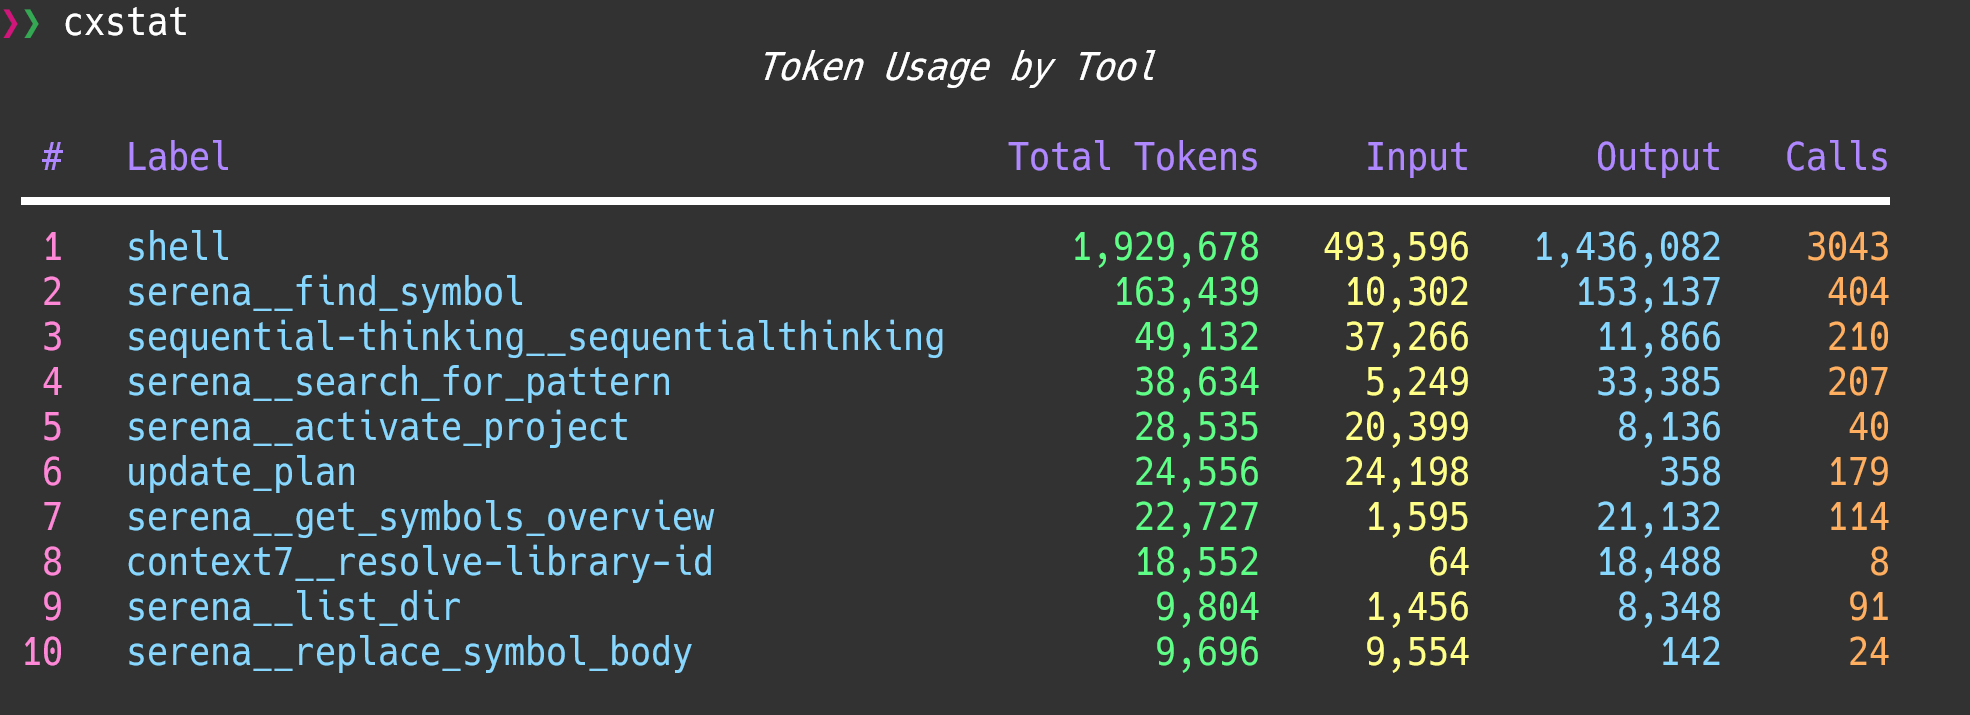 ❯❯ cxstat
Token Usage by Tool
# Label Total Tokens Input Output Calls
1 shell 1,929,678 493,596 1,436,082 3043
2 serena__find_symbol 163,439 10,302 153,137 404
3 sequential-thinking__sequentialthinking 49,132 37,266 11,866 210
4 serena__search_for_pattern 38,634 5,249 33,385 207
5 serena__activate_project 28,535 20,399 8,136 40
6 update_plan 24,556 24,198 358 179
7 serena__get_symbols_overview 22,727 1,595 21,132 114
8 context7__resolve-library-id 18,552 64 18,488 8
9 serena__list_dir 9,804 1,456 8,348 91
10 serena__replace_symbol_body 9,696 9,554 142 24